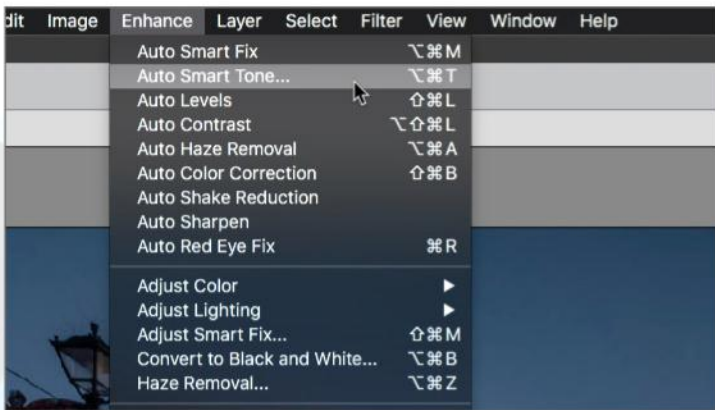 dit Image Enhance Layer Select Filter View Window Help
Auto Smart Fix ⌥⌘M
Auto Smart Tone... ⌥⌘T
Auto Levels ⇧⌘L
Auto Contrast ⌥⇧⌘L
Auto Haze Removal ⌥⌘A
Auto Color Correction ⇧⌘B
Auto Shake Reduction
Auto Sharpen
Auto Red Eye Fix ⌘R
Adjust Color ▶
Adjust Lighting ▶
Adjust Smart Fix... ⇧⌘M
Convert to Black and White... ⌥⌘B
Haze Removal... ⌥⌘Z